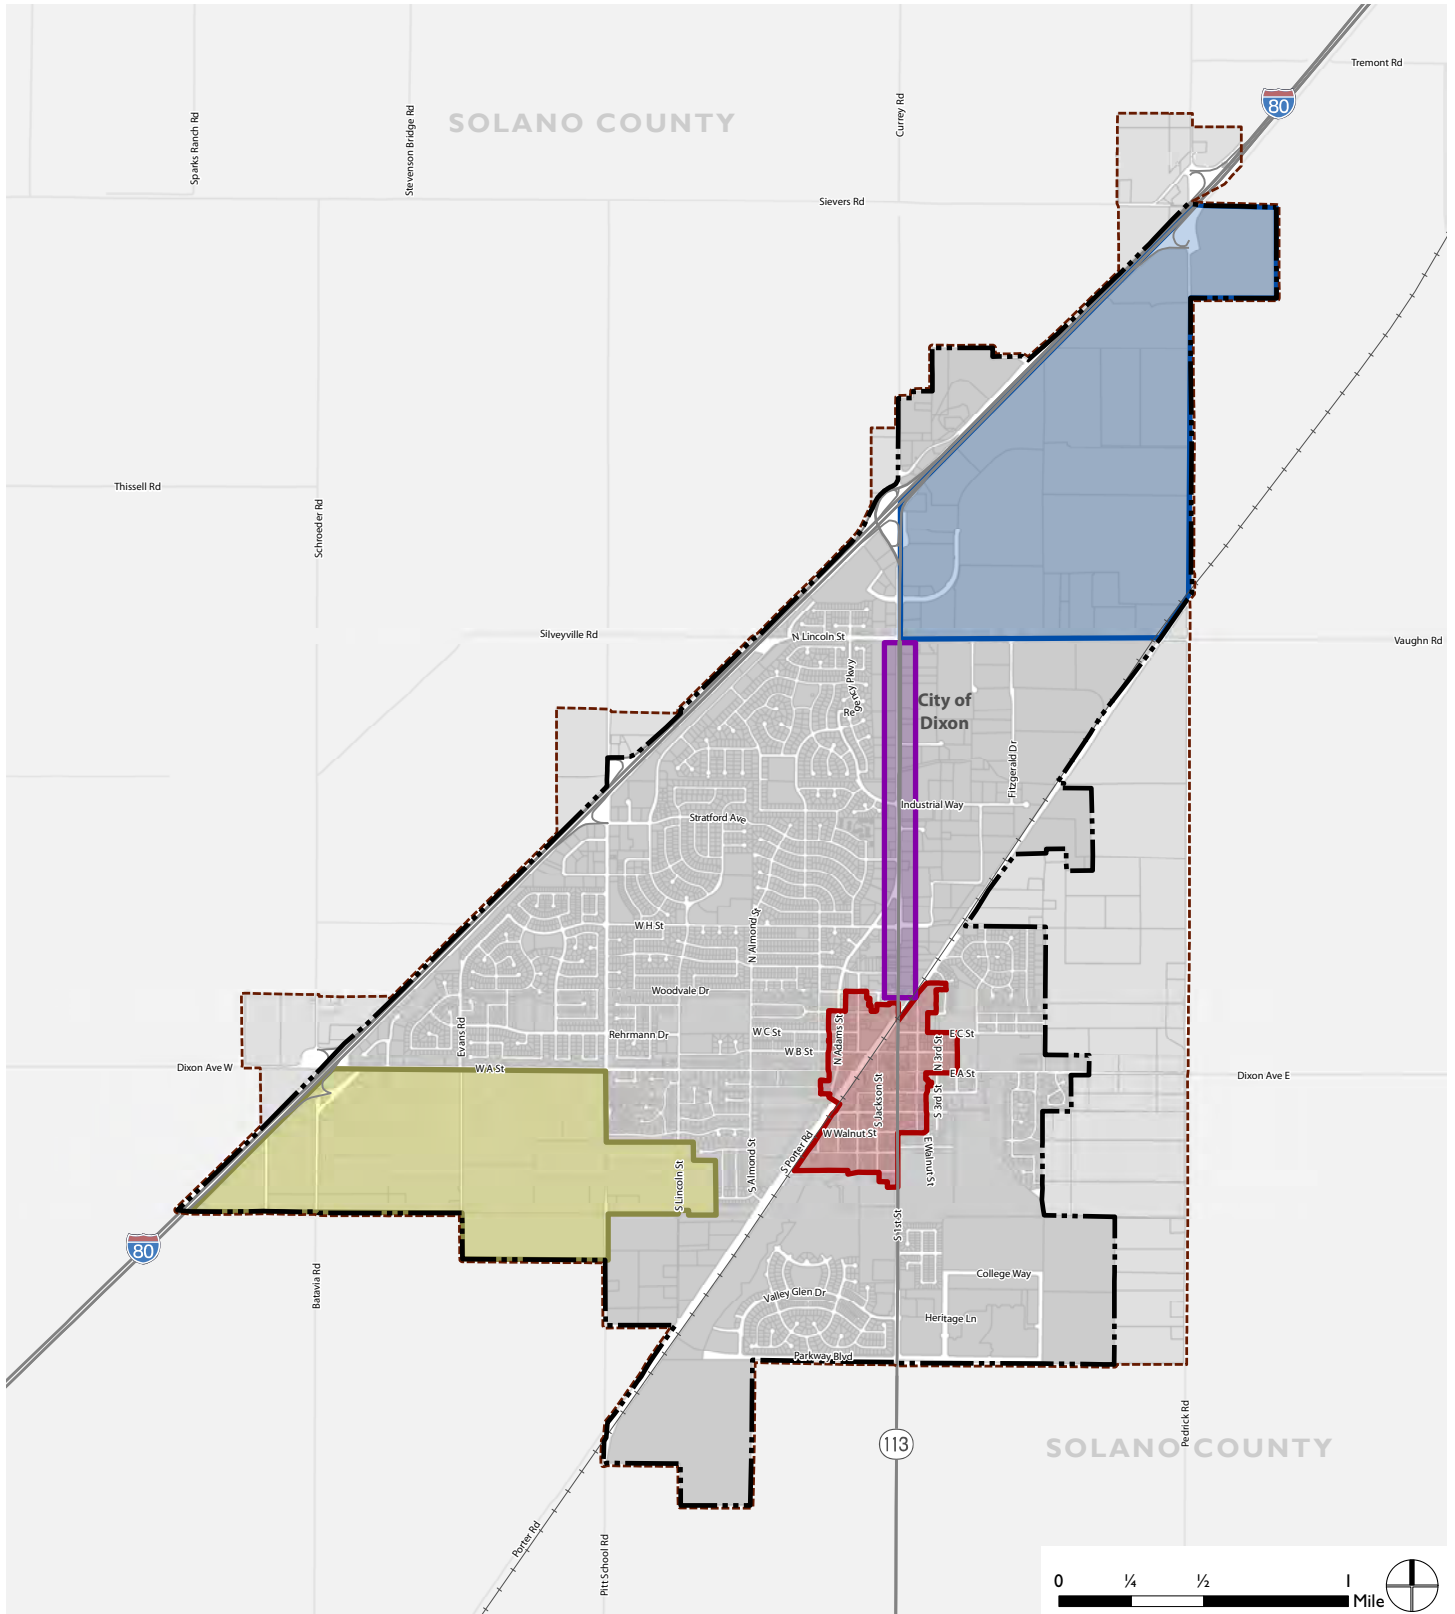 Tremont Rd
80
SOLANO COUNTY
Sparks Ranch Rd
Stevenson Bridge Rd
Currey Rd
Sievers Rd
Thissell Rd
Schroeder Rd
Silveyville Rd
N Lincoln St
Vaughn Rd
Regency Pkwy
City of
Dixon
Fitzgerald Dr
Industrial Way
Stratford Ave
N Almond St
W H St
Woodvale Dr
Evans Rd
Rehrmann Dr
W C St
W B St
N Adams St
E C St
N 3rd St
Dixon Ave W
W A St
E A St
Dixon Ave E
S Jackson St
S 3rd St
W Walnut St
S Porter Rd
E Walnut St
S Almond St
S Lincoln St
S 1st St
80
Batavia Rd
College Way
Valley Glen Dr
Heritage Ln
Parkway Blvd
Pedrick Rd
113
SOLANO COUNTY
Porter Rd
Pitt School Rd
0 ¼ ½ 1
Mile